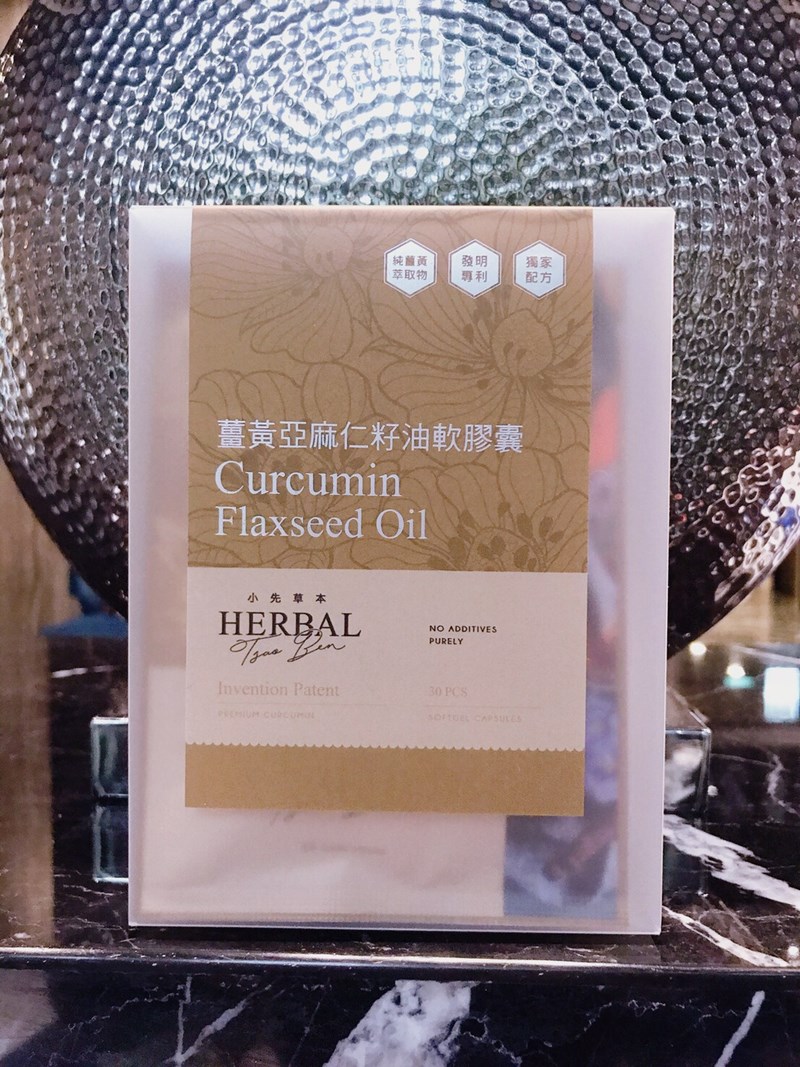 純薑黃
萃取物
發明
專利
獨家
配方
薑黃亞麻仁籽油軟膠囊
Curcumin
Flaxseed Oil
小先草本
HERBAL
Tsao Ben
NO ADDITIVES
PURELY
Invention Patent
30 PCS
PREMIUM CURCUMIN
SOFTGEL CAPSULES